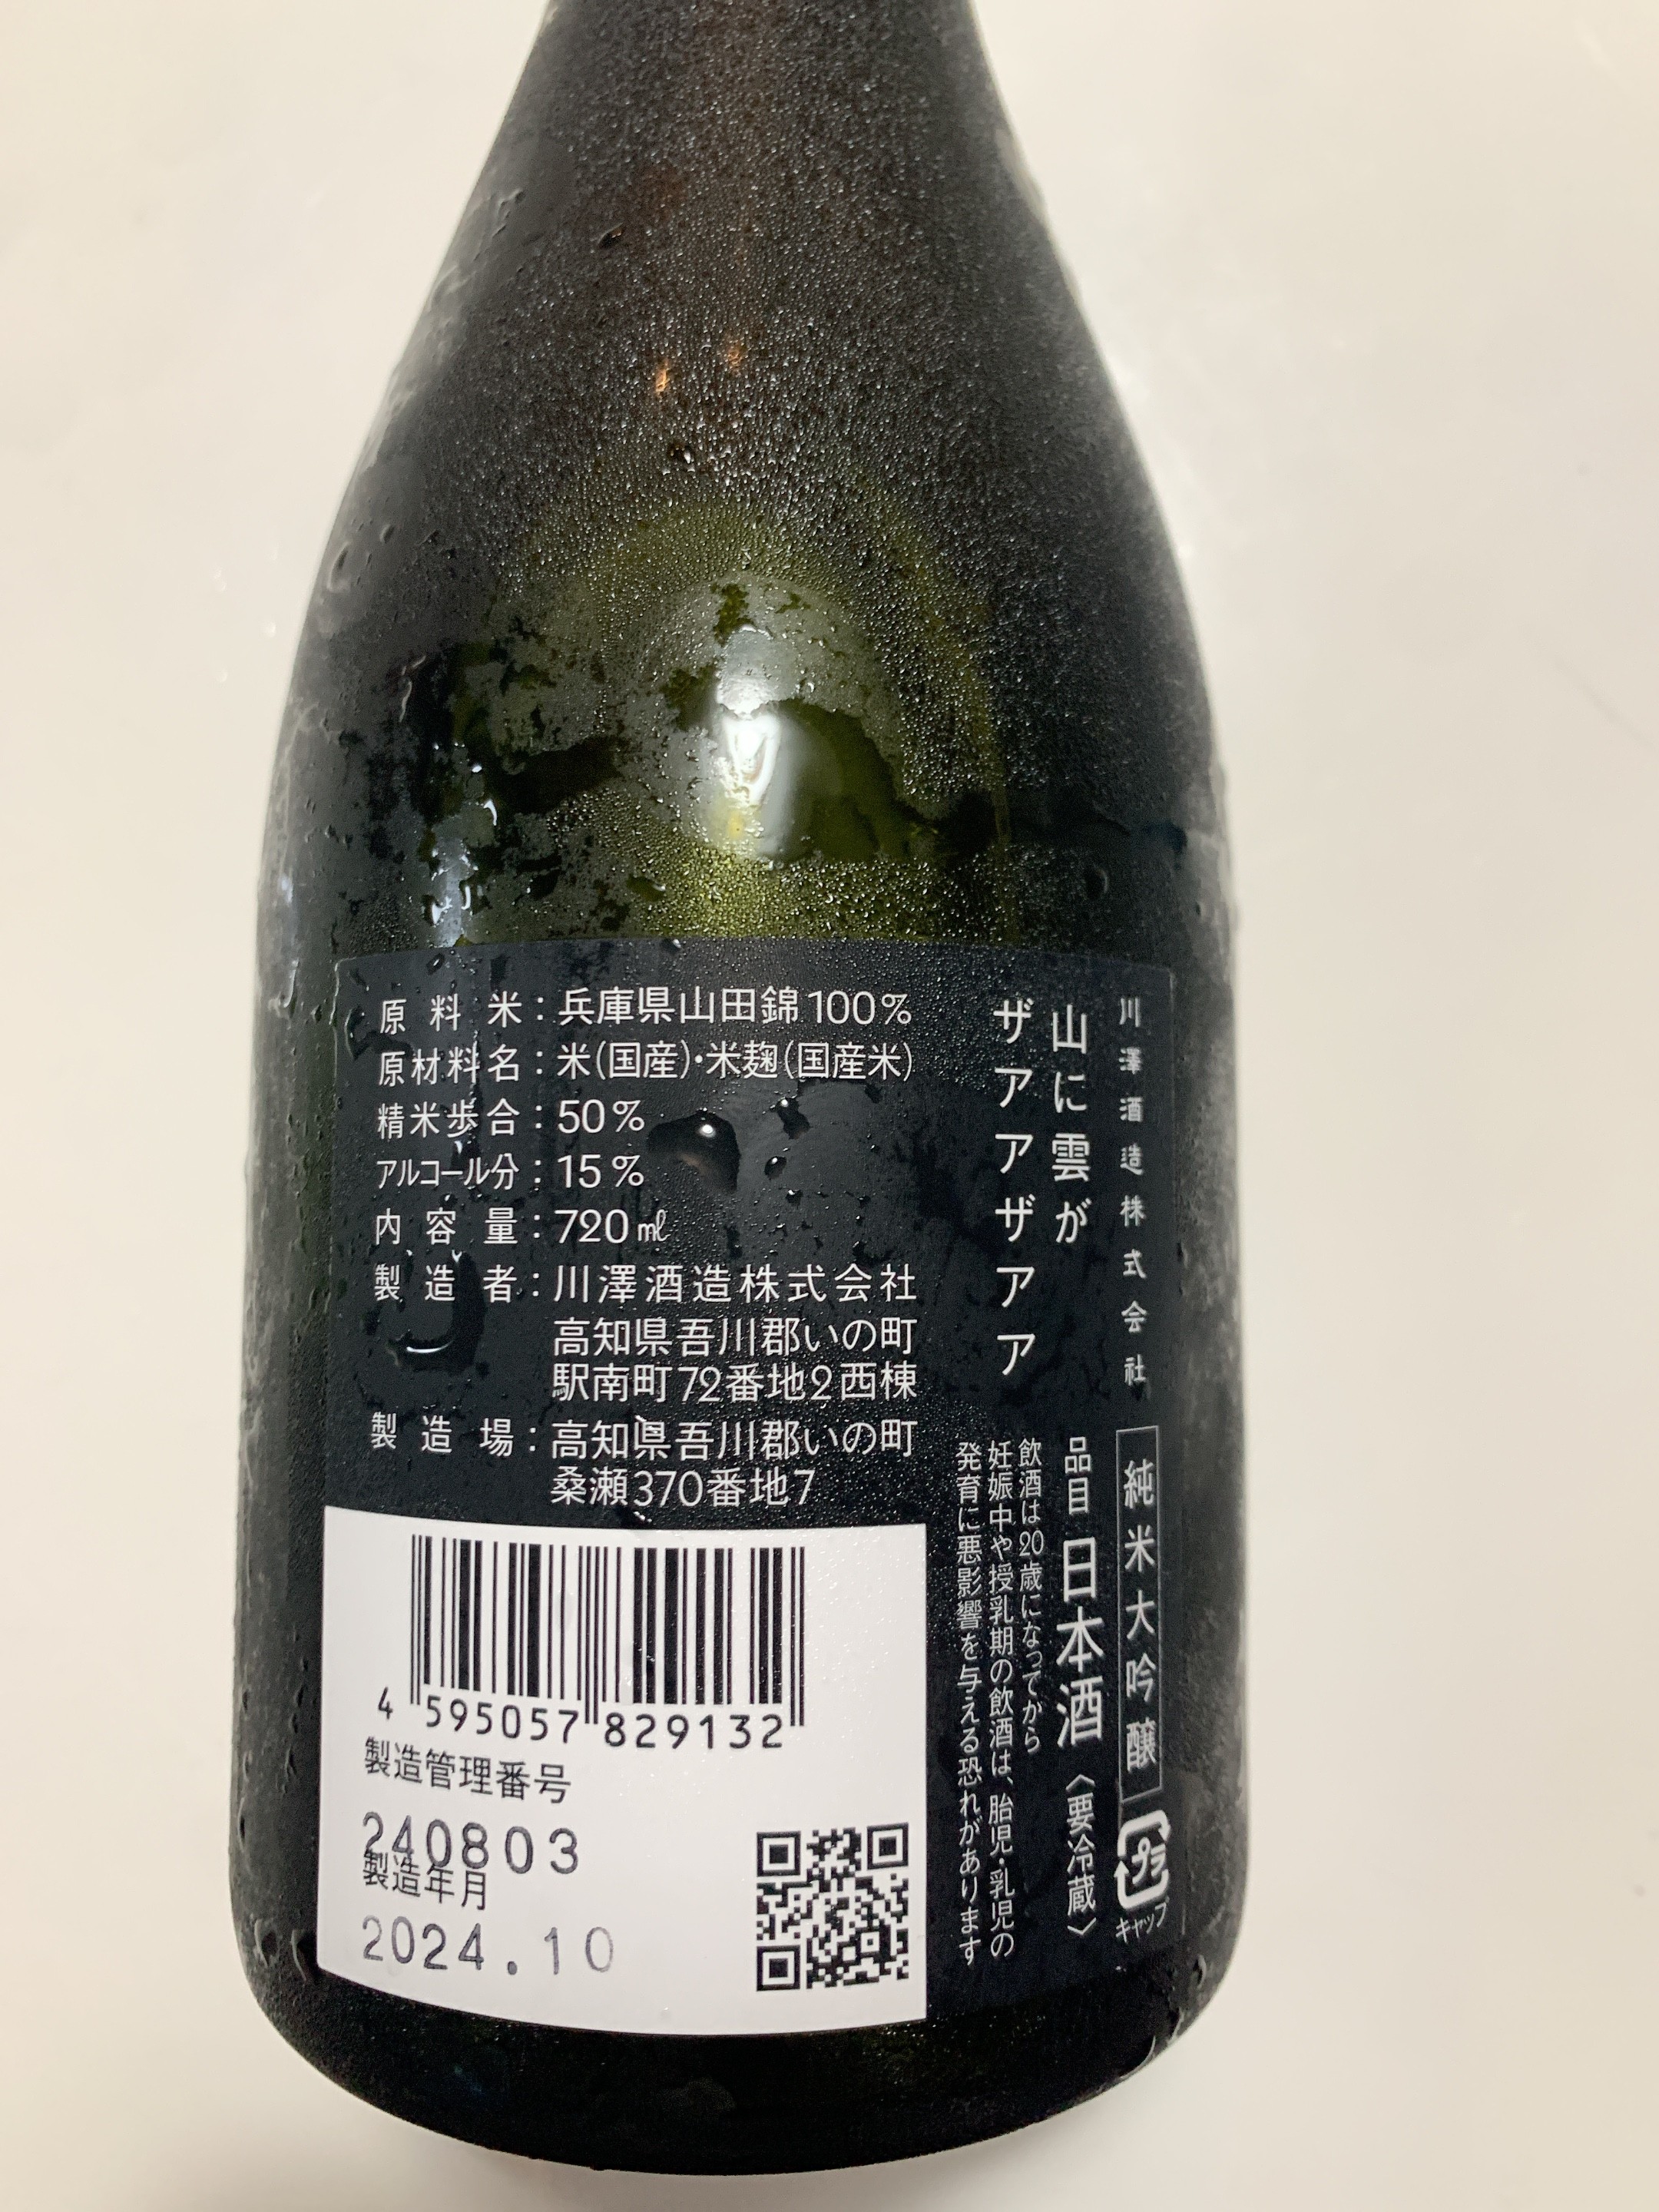 川澤酒造株式会社
純米大吟醸
キャップ
プラ
山に雲が
ザアアザアア
品目 日本酒 〈要冷蔵〉
飲酒は20歳になってから
妊娠中や授乳期の飲酒は、胎児・乳児の
発育に悪影響を与える恐れがあります
原料米：兵庫県山田錦100%
原材料名：米(国産)・米麹(国産米)
精米歩合：50%
アルコール分：15%
内容量：720㎖
製造者：川澤酒造株式会社
高知県吾川郡いの町
駅南町72番地2西棟
製造場：高知県吾川郡いの町
桑瀬370番地7
4 595057 829132
製造管理番号
240803
製造年月
2024.10